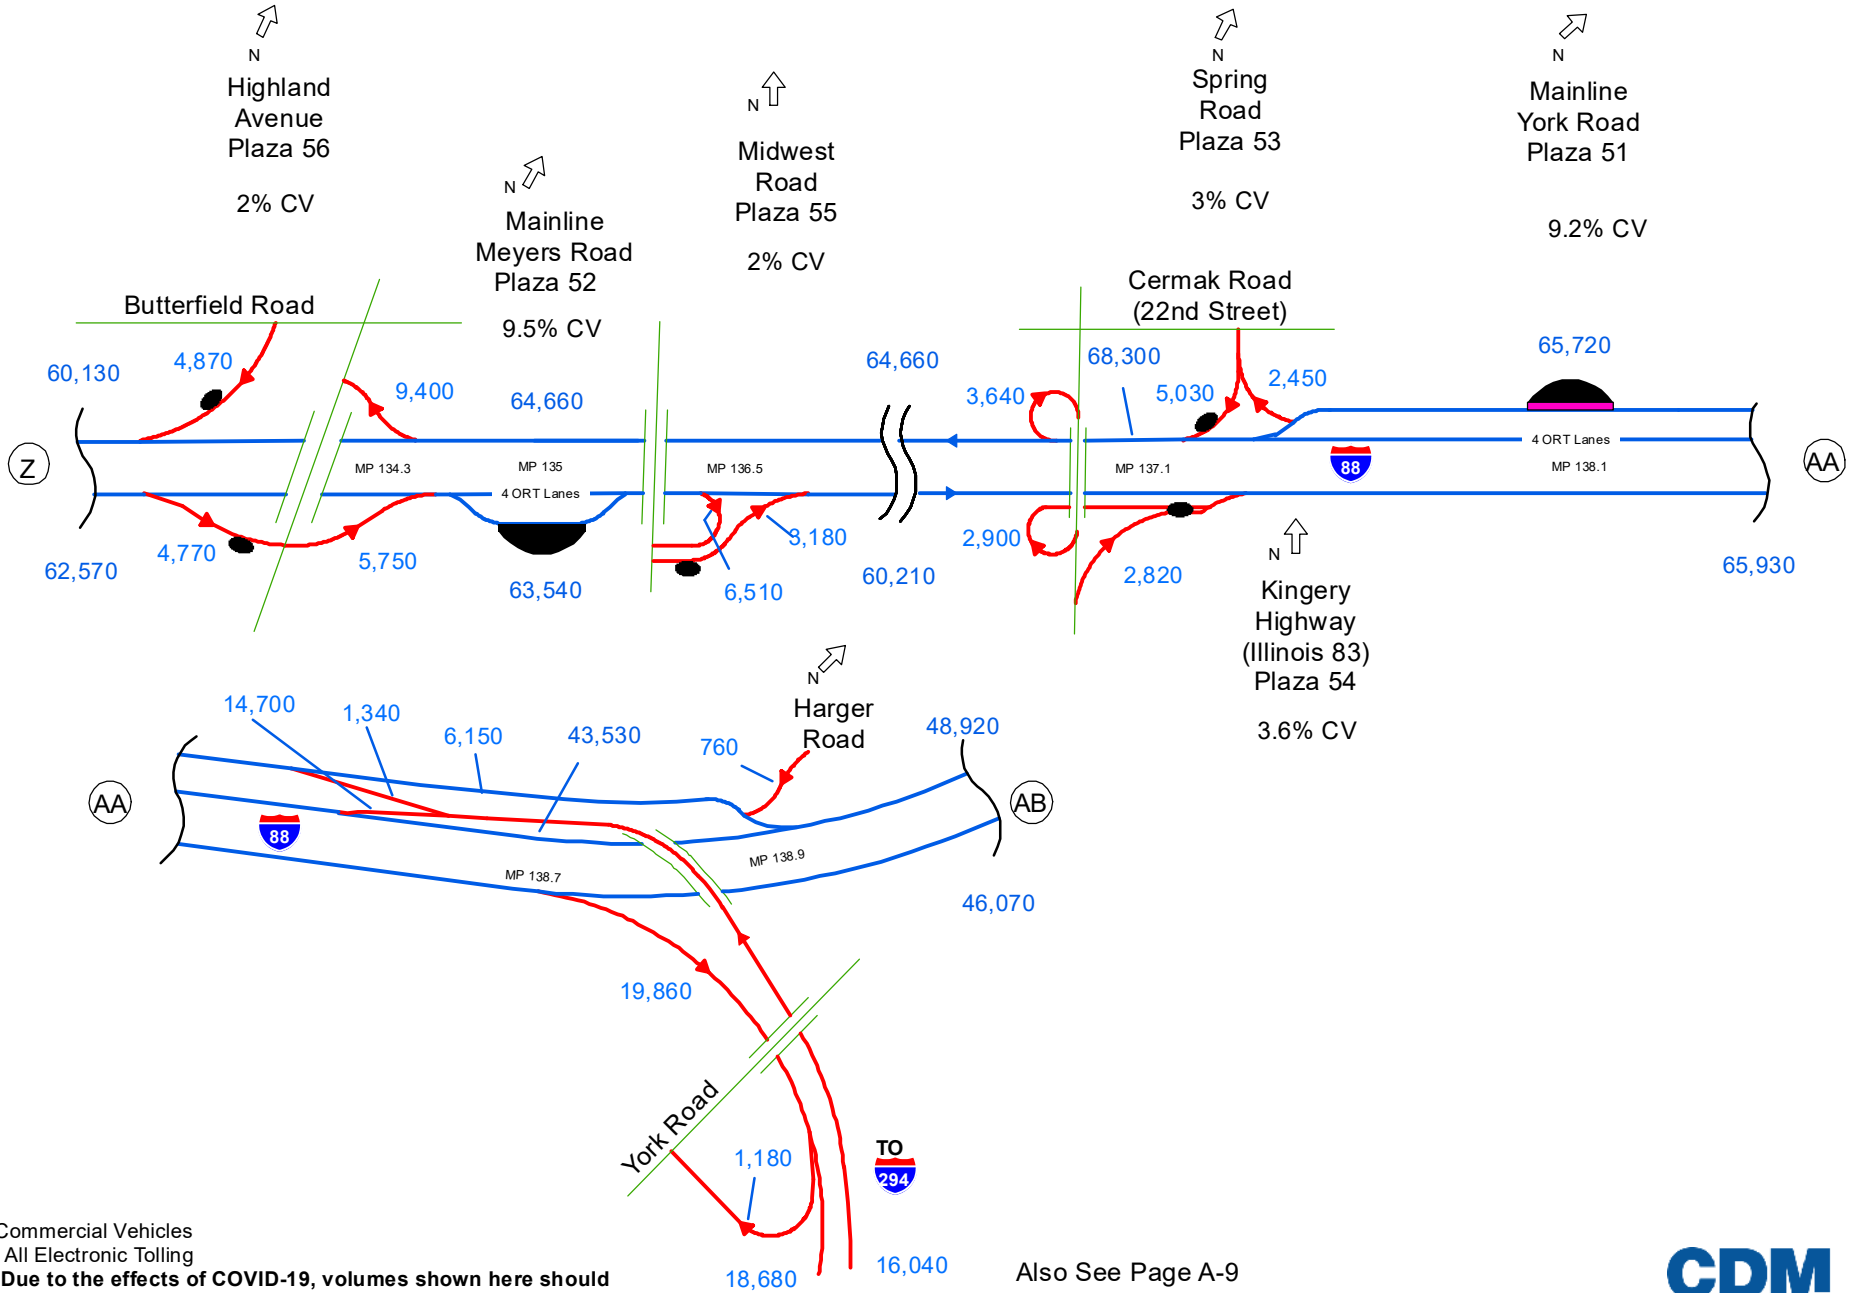 N
Highland
Avenue
Plaza 56
2% CV
N
Mainline
Meyers Road
Plaza 52
9.5% CV
N
Midwest
Road
Plaza 55
2% CV
N
Spring
Road
Plaza 53
3% CV
N
Mainline
York Road
Plaza 51
9.2% CV
Butterfield Road
Cermak Road
(22nd Street)
60,130
4,870
9,400
64,660
64,660
3,640
68,300
5,030
2,450
65,720
Z
MP 134.3
MP 135
4 ORT Lanes
MP 136.5
MP 137.1
88
4 ORT Lanes
MP 138.1
AA
62,570
4,770
5,750
63,540
6,510
3,180
60,210
2,900
2,820
65,930
N
Kingery
Highway
(Illinois 83)
Plaza 54
3.6% CV
N
Harger
Road
14,700
1,340
6,150
43,530
760
48,920
AA
88
MP 138.7
MP 138.9
AB
46,070
19,860
York Road
1,180
TO
294
18,680
16,040
Commercial Vehicles
All Electronic Tolling
Due to the effects of COVID-19, volumes shown here should
Also See Page A-9
CDM